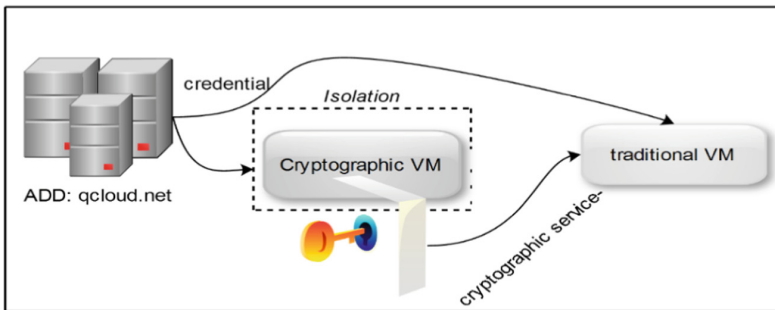 credential
Isolation
Cryptographic VM
traditional VM
ADD: qcloud.net
cryptographic service-